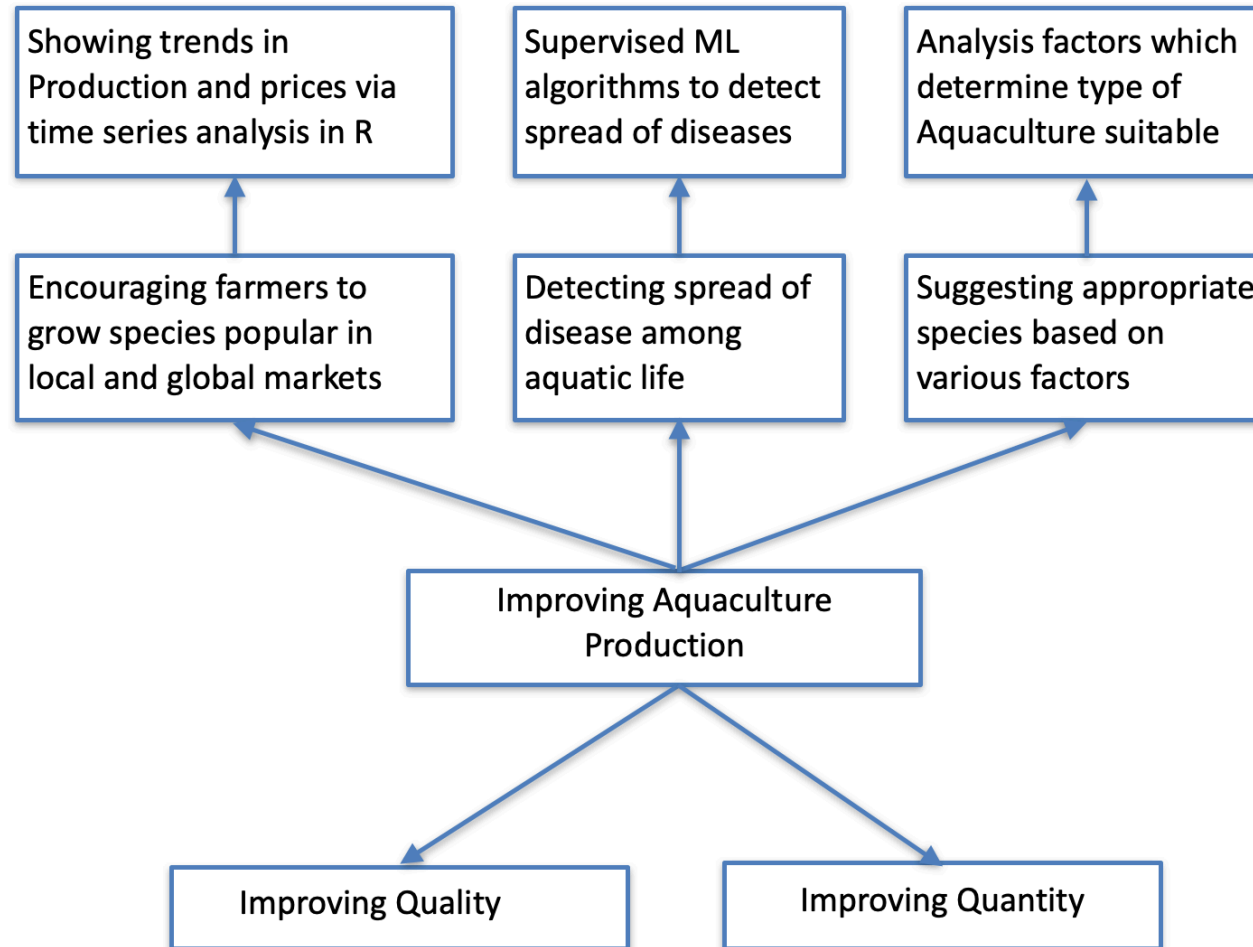 Showing trends in
Production and prices via
time series analysis in R
Supervised ML
algorithms to detect
spread of diseases
Analysis factors which
determine type of
Aquaculture suitable
Encouraging farmers to
grow species popular in
local and global markets
Detecting spread of
disease among
aquatic life
Suggesting appropriate
species based on
various factors
Improving Aquaculture
Production
Improving Quality
Improving Quantity